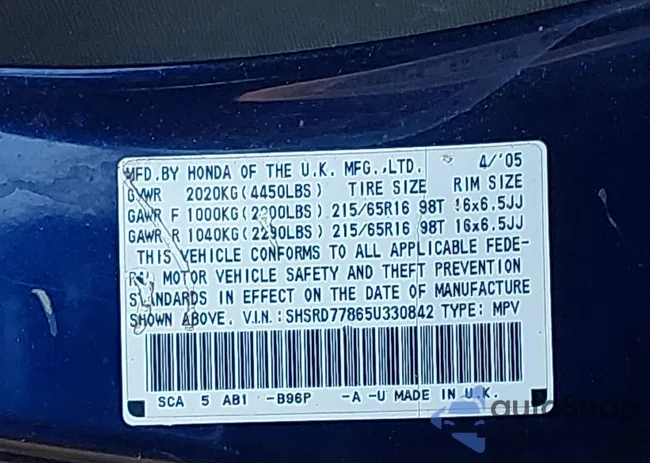 MFD.BY HONDA OF THE U.K. MFG.,LTD. 4/'05
GVWR 2020KG(4450LBS) TIRE SIZE RIM SIZE
GAWR F 1000KG(2200LBS) 215/65R16 98T 16x6.5JJ
GAWR R 1040KG(2290LBS) 215/65R16 98T 16x6.5JJ
THIS VEHICLE CONFORMS TO ALL APPLICABLE FEDE-
RAL MOTOR VEHICLE SAFETY AND THEFT PREVENTION
STANDARDS IN EFFECT ON THE DATE OF MANUFACTURE
SHOWN ABOVE. V.I.N.: SHSRD77865U330842 TYPE: MPV
SCA 5 AB1 -B96P -A -U MADE IN U.K.
autoSnap